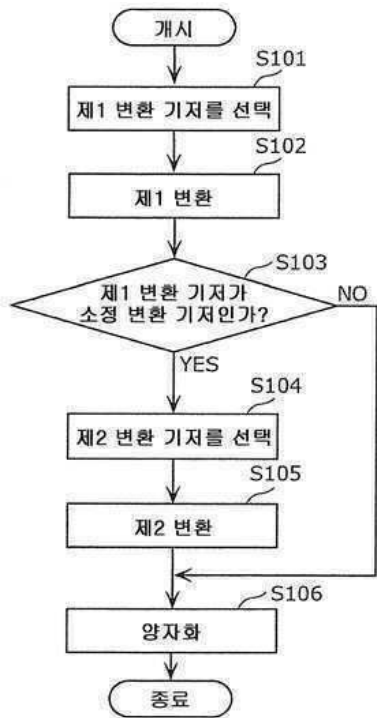 개시
S101
제1 변환 기저를 선택
S102
제1 변환
S103
제1 변환 기저가
소정 변환 기저인가?
NO
YES
S104
제2 변환 기저를 선택
S105
제2 변환
S106
양자화
종료